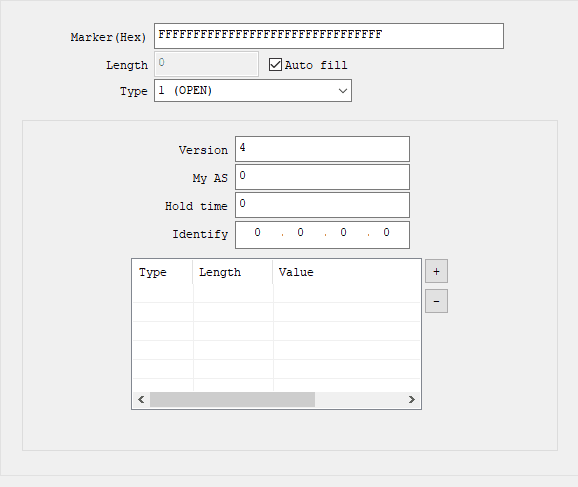 Marker(Hex) FFFFFFFFFFFFFFFFFFFFFFFFFFFFFFFF
Length 0 Auto fill
Type 1 (OPEN)
Version 4
My AS 0
Hold time 0
Identify 0 . 0 . 0 . 0
Type Length Value +
-